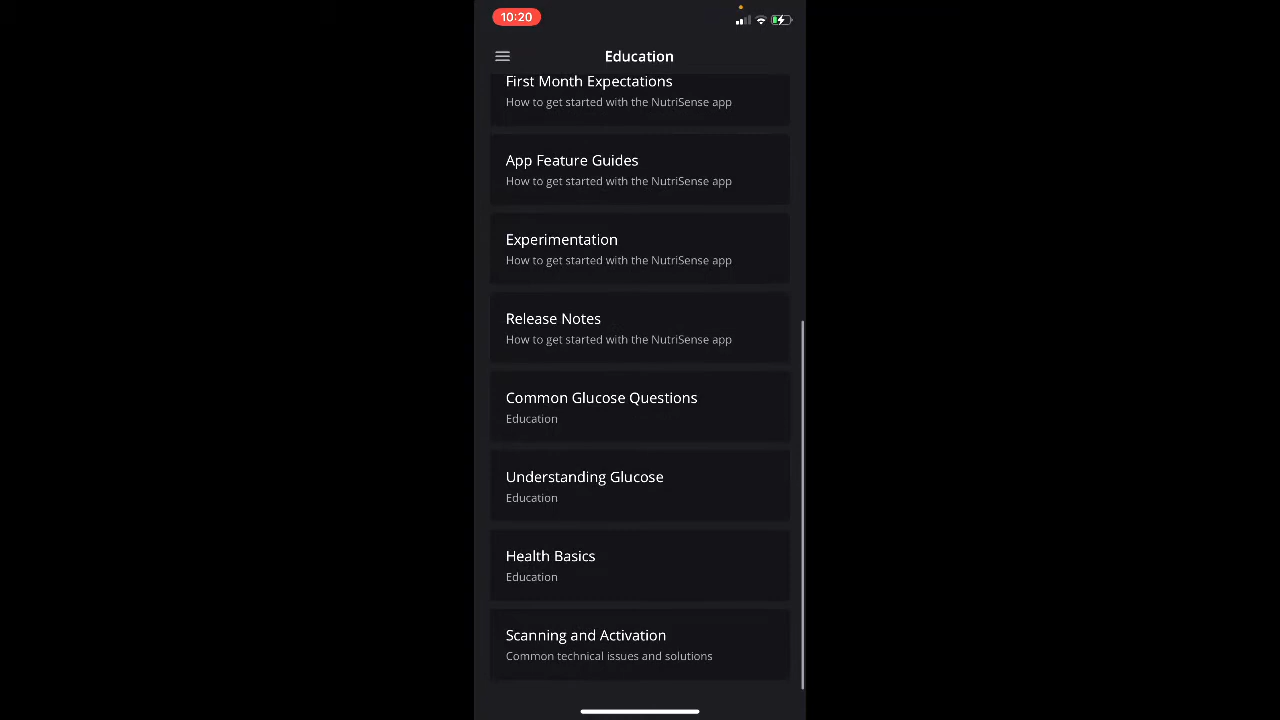 10:20
Education
First Month Expectations
How to get started with the NutriSense app
App Feature Guides
How to get started with the NutriSense app
Experimentation
How to get started with the NutriSense app
Release Notes
How to get started with the NutriSense app
Common Glucose Questions
Education
Understanding Glucose
Education
Health Basics
Education
Scanning and Activation
Common technical issues and solutions